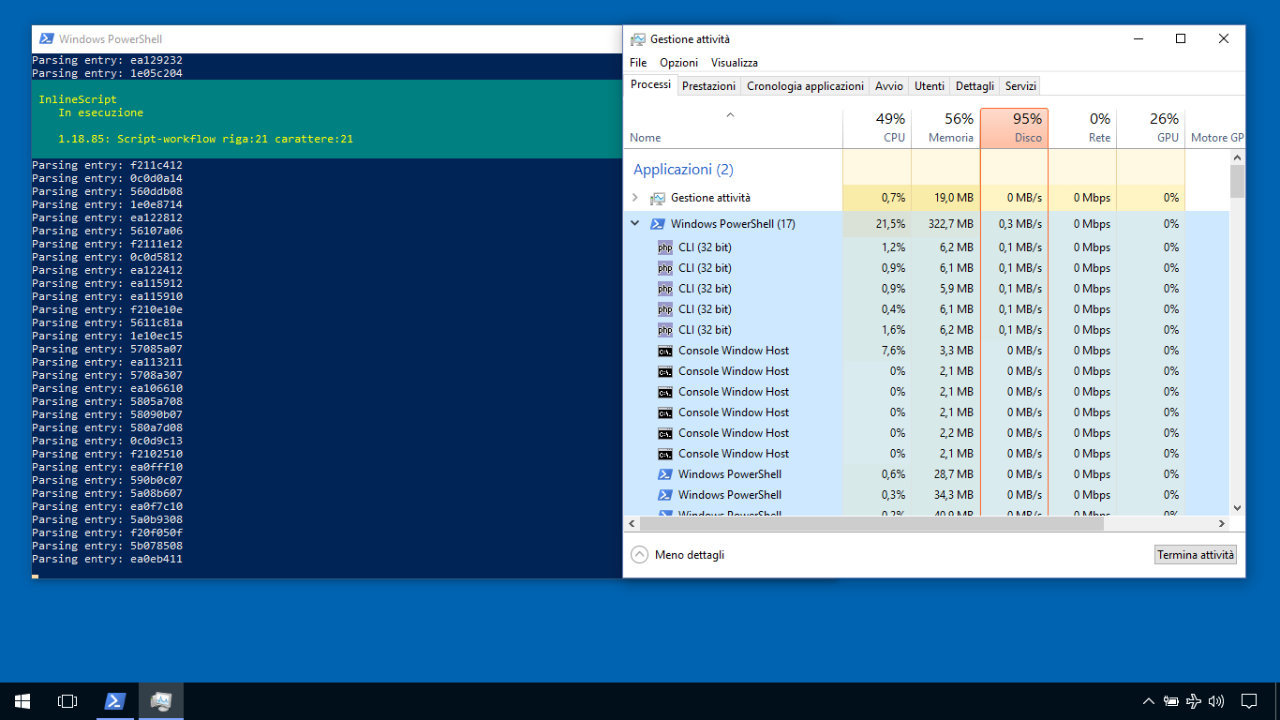 Windows PowerShell
Parsing entry: ea129232
Parsing entry: 1e05c204
InlineScript
In esecuzione
1.18.85: Script-workflow riga:21 carattere:21
Parsing entry: f211c412
Parsing entry: 0c0d0a14
Parsing entry: 560ddb08
Parsing entry: 1e0e8714
Parsing entry: ea122812
Parsing entry: 56107a06
Parsing entry: f2111e12
Parsing entry: 0c0d5812
Parsing entry: ea122412
Parsing entry: ea115912
Parsing entry: ea115910
Parsing entry: f210e10e
Parsing entry: 5611c81a
Parsing entry: 1e10ec15
Parsing entry: 57085a07
Parsing entry: ea113211
Parsing entry: 5708a307
Parsing entry: ea106610
Parsing entry: 5805a708
Parsing entry: 58090b07
Parsing entry: 580a7d08
Parsing entry: 0c0d9c13
Parsing entry: f2102510
Parsing entry: ea0fff10
Parsing entry: 590b0c07
Parsing entry: 5a08b607
Parsing entry: ea0f7c10
Parsing entry: 5a0b9308
Parsing entry: f20f050f
Parsing entry: 5b078508
Parsing entry: ea0eb411
Gestione attività
File Opzioni Visualizza
Processi Prestazioni Cronologia applicazioni Avvio Utenti Dettagli Servizi
49% 56% 95% 0% 26%
Nome CPU Memoria Disco Rete GPU Motore GP
Applicazioni (2)
Gestione attività 0,7% 19,0 MB 0 MB/s 0 Mbps 0%
Windows PowerShell (17) 21,5% 322,7 MB 0,3 MB/s 0 Mbps 0%
php CLI (32 bit) 1,2% 6,2 MB 0,1 MB/s 0 Mbps 0%
php CLI (32 bit) 0,9% 6,1 MB 0,1 MB/s 0 Mbps 0%
php CLI (32 bit) 0,9% 5,9 MB 0,1 MB/s 0 Mbps 0%
php CLI (32 bit) 0,4% 6,1 MB 0,1 MB/s 0 Mbps 0%
php CLI (32 bit) 1,6% 6,2 MB 0,1 MB/s 0 Mbps 0%
Console Window Host 7,6% 3,3 MB 0 MB/s 0 Mbps 0%
Console Window Host 0% 2,1 MB 0 MB/s 0 Mbps 0%
Console Window Host 0% 2,1 MB 0 MB/s 0 Mbps 0%
Console Window Host 0% 2,1 MB 0 MB/s 0 Mbps 0%
Console Window Host 0% 2,2 MB 0 MB/s 0 Mbps 0%
Console Window Host 0% 2,1 MB 0 MB/s 0 Mbps 0%
Windows PowerShell 0,6% 28,7 MB 0 MB/s 0 Mbps 0%
Windows PowerShell 0,3% 34,3 MB 0 MB/s 0 Mbps 0%
Windows PowerShell 0,2% 40,9 MB 0 MB/s 0 Mbps 0%
Meno dettagli Termina attività